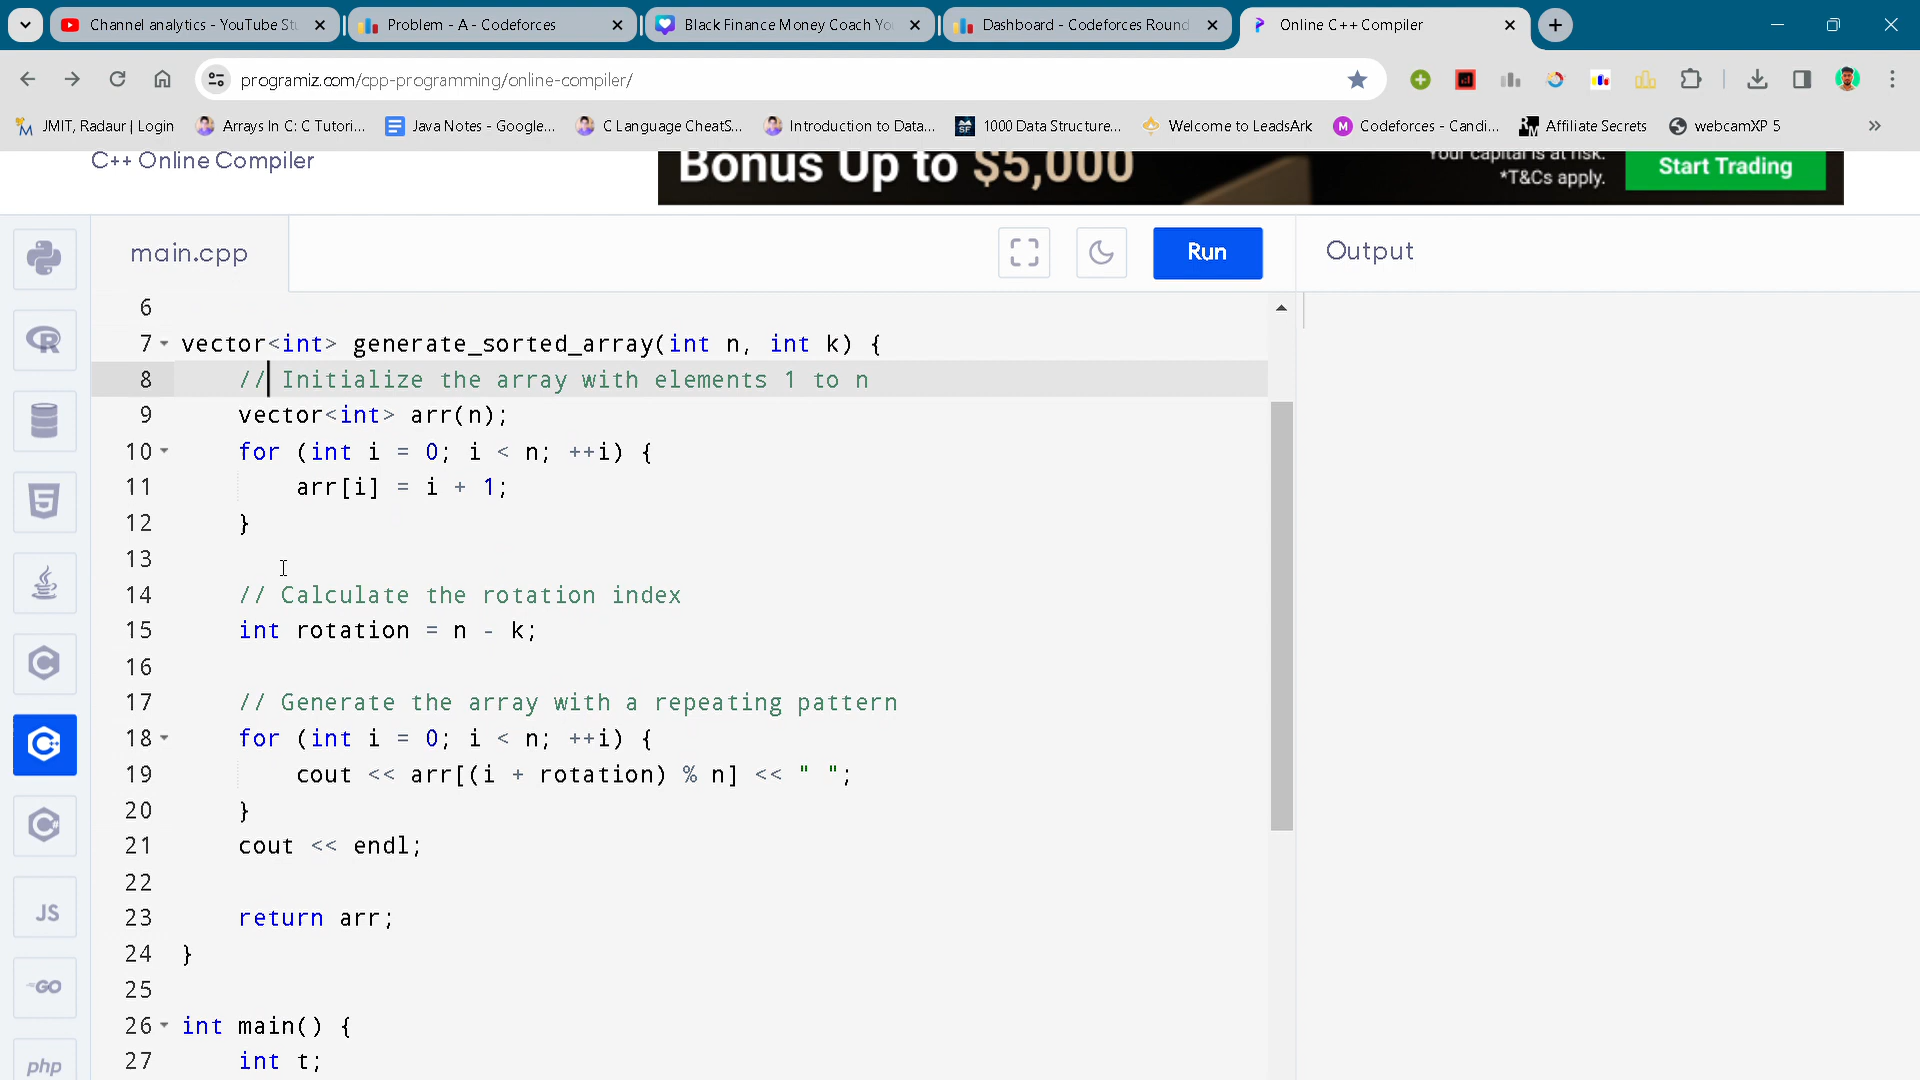 Channel analytics - YouTube Stu
Problem - A - Codeforces
Black Finance Money Coach Yo
Dashboard - Codeforces Round
Online C++ Compiler
programiz.com/cpp-programming/online-compiler/
JMIT, Radaur | Login
Arrays In C: C Tutori...
Java Notes - Google...
C Language CheatS...
Introduction to Data...
1000 Data Structure...
Welcome to LeadsArk
Codeforces - Candi...
Affiliate Secrets
webcamXP 5
C++ Online Compiler
Bonus Up to $5,000
Your capital is at risk.
*T&Cs apply.
Start Trading
main.cpp
Run
Output
6
7 vector<int> generate_sorted_array(int n, int k) {
8 // Initialize the array with elements 1 to n
9 vector<int> arr(n);
10 for (int i = 0; i < n; ++i) {
11 arr[i] = i + 1;
12 }
13
14 // Calculate the rotation index
15 int rotation = n - k;
16
17 // Generate the array with a repeating pattern
18 for (int i = 0; i < n; ++i) {
19 cout << arr[(i + rotation) % n] << " ";
20 }
21 cout << endl;
22
23 return arr;
24 }
25
26 int main() {
27 int t;
JS
GO
php